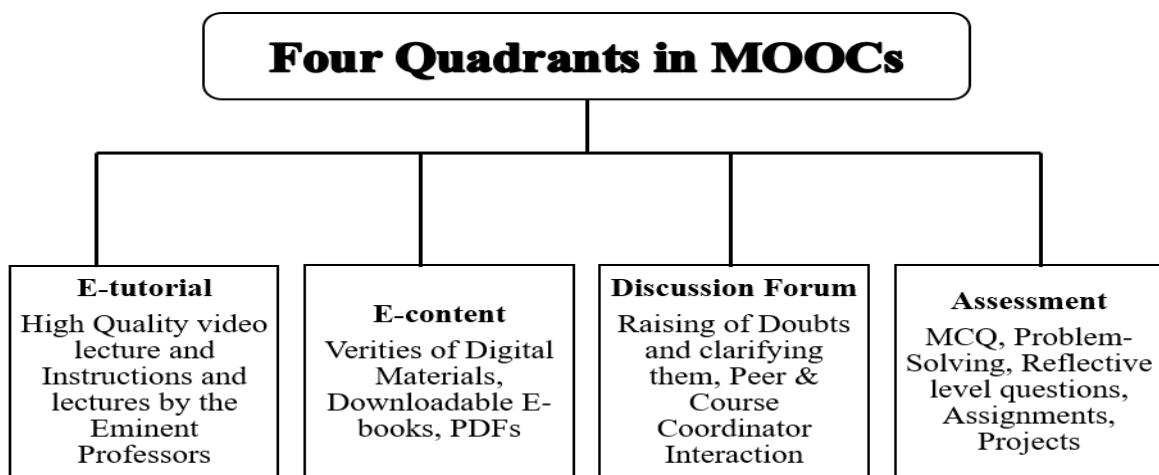 Four Quadrants in MOOCs
E-tutorial
High Quality video
lecture and
Instructions and
lectures by the
Eminent
Professors
E-content
Verities of Digital
Materials,
Downloadable E-
books, PDFs
Discussion Forum
Raising of Doubts
and clarifying
them, Peer &
Course
Coordinator
Interaction
Assessment
MCQ, Problem-
Solving, Reflective
level questions,
Assignments,
Projects